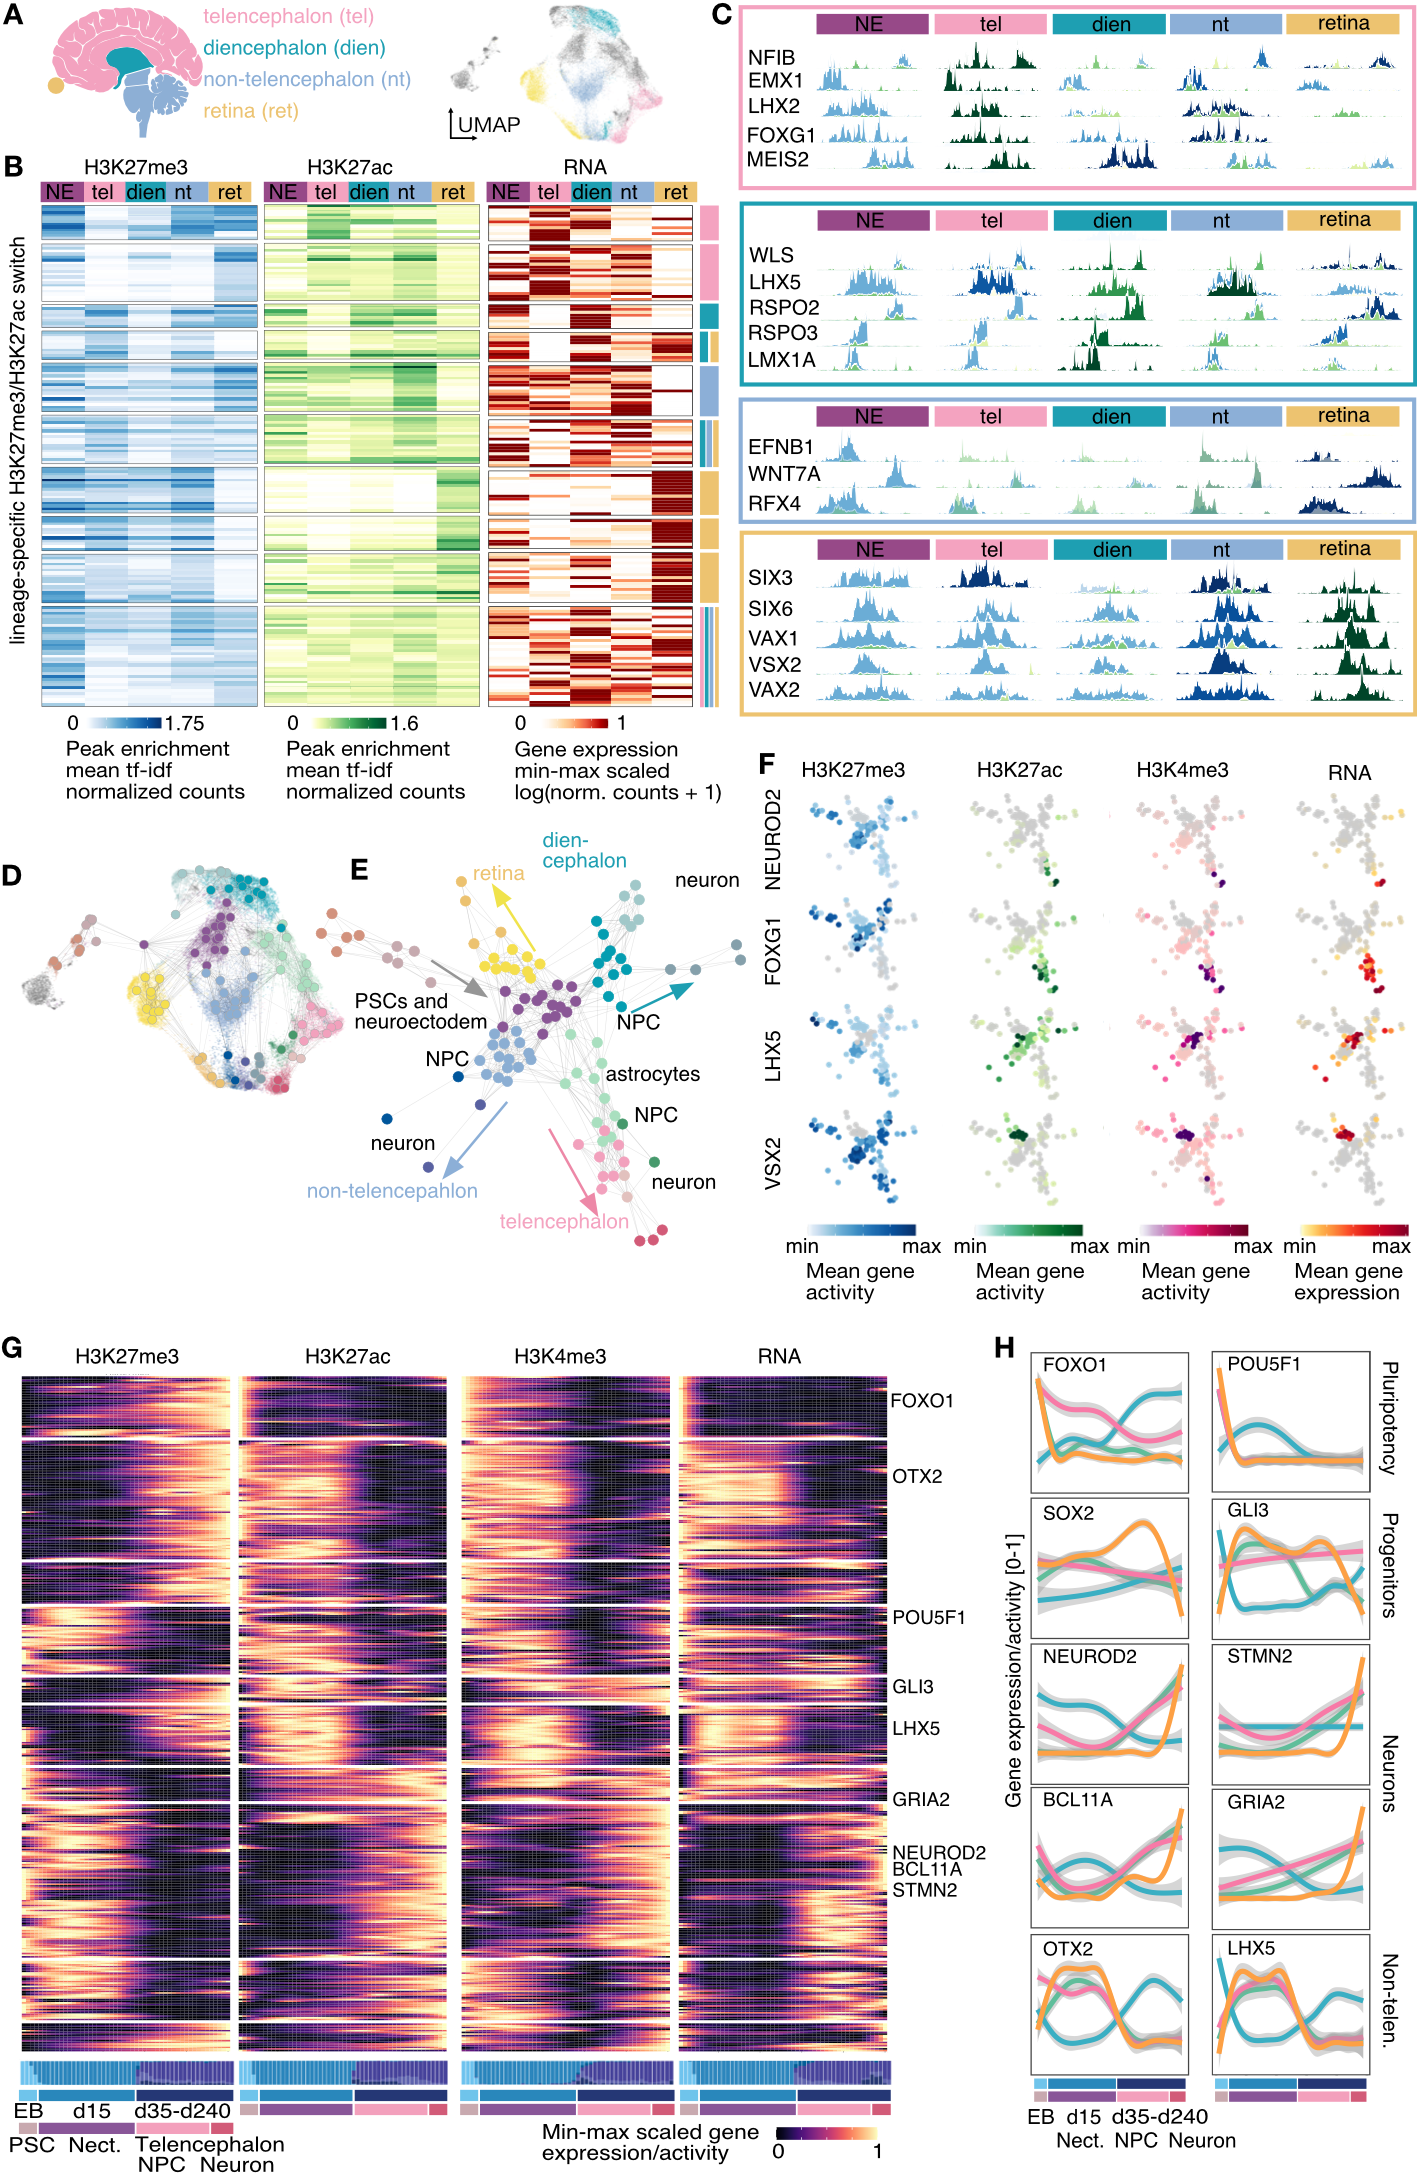 A
telencephalon (tel)
diencephalon (dien)
non-telencephalon (nt)
retina (ret)
UMAP
B
H3K27me3 H3K27ac RNA
NE tel dien nt ret NE tel dien nt ret NE tel dien nt ret
lineage-specific H3K27me3/H3K27ac switch
0 1.75 0 1.6 0 1
Peak enrichment
mean tf-idf
normalized counts
Peak enrichment
mean tf-idf
normalized counts
Gene expression
min-max scaled
log(norm. counts + 1)
C
NE tel dien nt retina
NFIB
EMX1
LHX2
FOXG1
MEIS2
NE tel dien nt retina
WLS
LHX5
RSPO2
RSPO3
LMX1A
NE tel dien nt retina
EFNB1
WNT7A
RFX4
NE tel dien nt retina
SIX3
SIX6
VAX1
VSX2
VAX2
D
E
dien-
cephalon
retina
neuron
PSCs and
neuroectodem
NPC
NPC
astrocytes
NPC
neuron
neuron
non-telencepahlon
telencephalon
F
H3K27me3 H3K27ac H3K4me3 RNA
NEUROD2
FOXG1
LHX5
VSX2
min max min max min max min max
Mean gene
activity
Mean gene
activity
Mean gene
activity
Mean gene
expression
G
H3K27me3 H3K27ac H3K4me3 RNA
FOXO1
OTX2
POU5F1
GLI3
LHX5
GRIA2
NEUROD2
BCL11A
STMN2
EB d15 d35-d240
PSC Nect. Telencephalon
NPC Neuron
Min-max scaled gene
expression/activity
0 1
H
Gene expression/activity [0-1]
FOXO1 POU5F1
Pluripotency
SOX2 GLI3
Progenitors
NEUROD2 STMN2
Neurons
BCL11A GRIA2
OTX2 LHX5
Non-telen.
EB d15 d35-d240
Nect. NPC Neuron